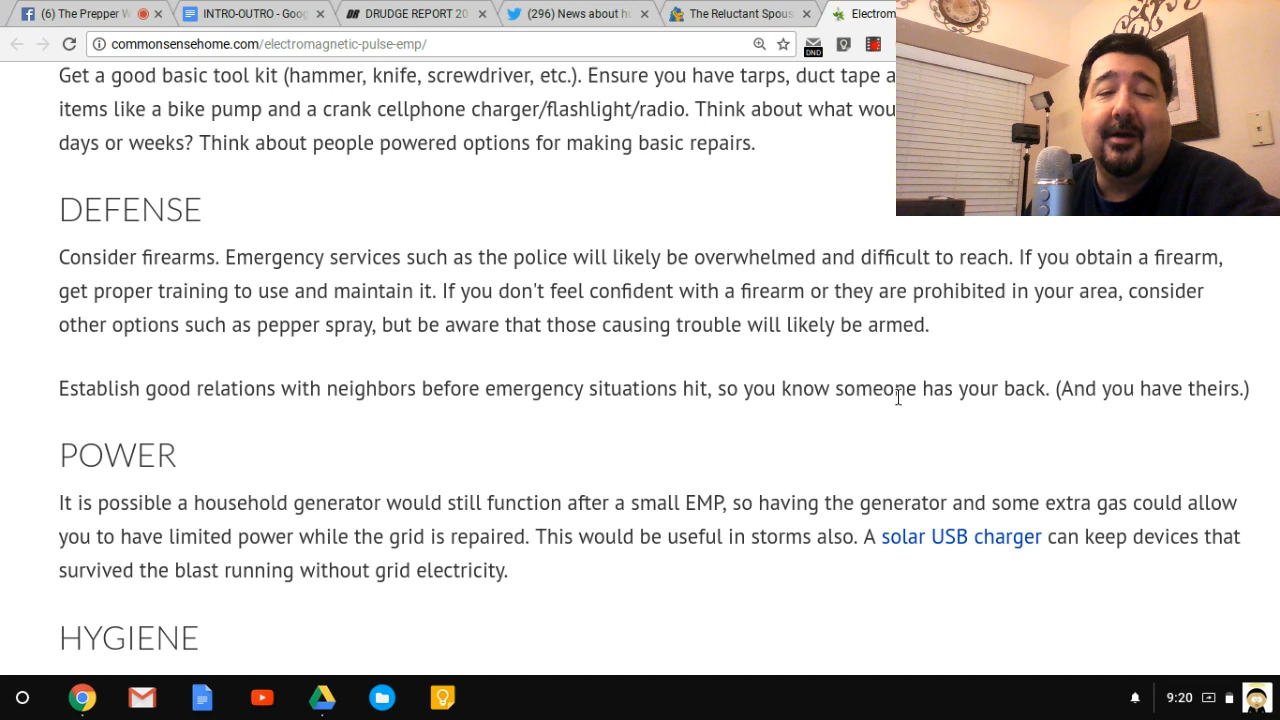 (6) The Prepper W
INTRO-OUTRO - Goog
DRUDGE REPORT 20
(296) News about hu
The Reluctant Spous
Electrom
commonsensehome.com/electromagnetic-pulse-emp/
DND
Get a good basic tool kit (hammer, knife, screwdriver, etc.). Ensure you have tarps, duct tape a
items like a bike pump and a crank cellphone charger/flashlight/radio. Think about what wou
days or weeks? Think about people powered options for making basic repairs.
DEFENSE
Consider firearms. Emergency services such as the police will likely be overwhelmed and difficult to reach. If you obtain a firearm,
get proper training to use and maintain it. If you don't feel confident with a firearm or they are prohibited in your area, consider
other options such as pepper spray, but be aware that those causing trouble will likely be armed.
Establish good relations with neighbors before emergency situations hit, so you know someone has your back. (And you have theirs.)
POWER
It is possible a household generator would still function after a small EMP, so having the generator and some extra gas could allow
you to have limited power while the grid is repaired. This would be useful in storms also. A solar USB charger can keep devices that
survived the blast running without grid electricity.
HYGIENE
9:20